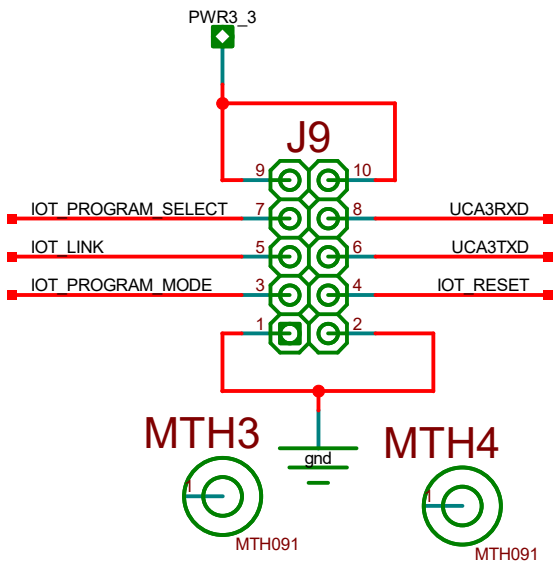 PWR3_3
J9
9 10
IOT_PROGRAM_SELECT 7 8 UCA3RXD
IOT_LINK 5 6 UCA3TXD
IOT_PROGRAM_MODE 3 4 IOT_RESET
1 2
MTH3 MTH4
gnd
1 1
MTH091 MTH091